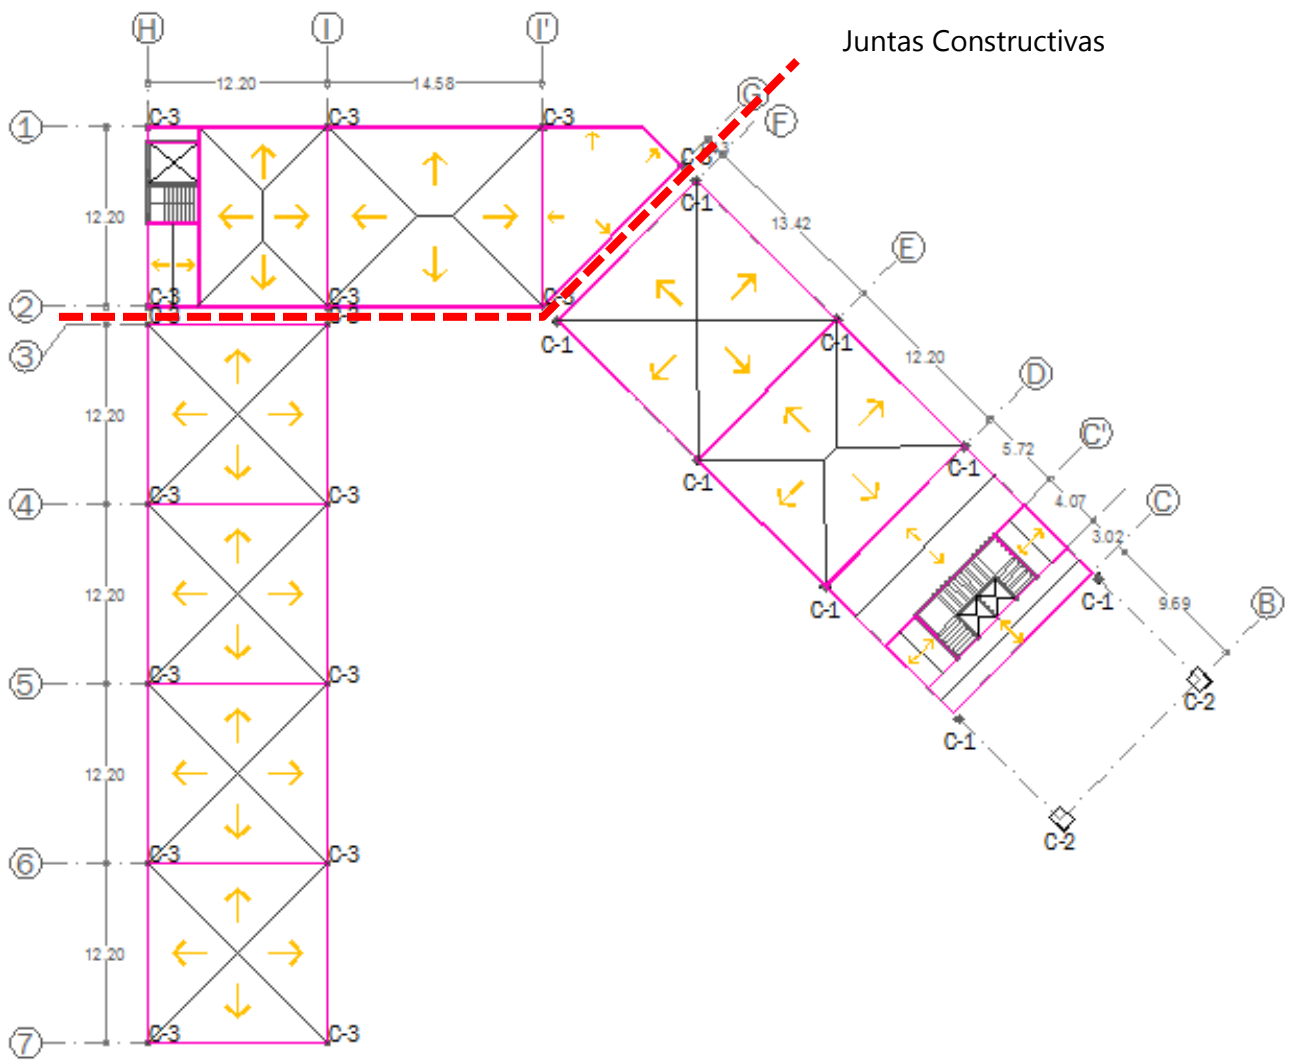 H I I'
Juntas Constructivas
12.20 14.58
G
F
1 C-3 C-3 C-3
C-1
12.20
13.42
E
2 C-3 C-3 C-3
C-3 C-3
3
C-1 C-1
12.20
D
12.20
C'
5.72
C-1 C-1
4 C-3 C-3
4.07
C
3.02
12.20
C-1 C-1
9.69
B
5 C-3 C-3
C-2
C-1
12.20
C-2
6 C-3 C-3
12.20
7 C-3 C-3